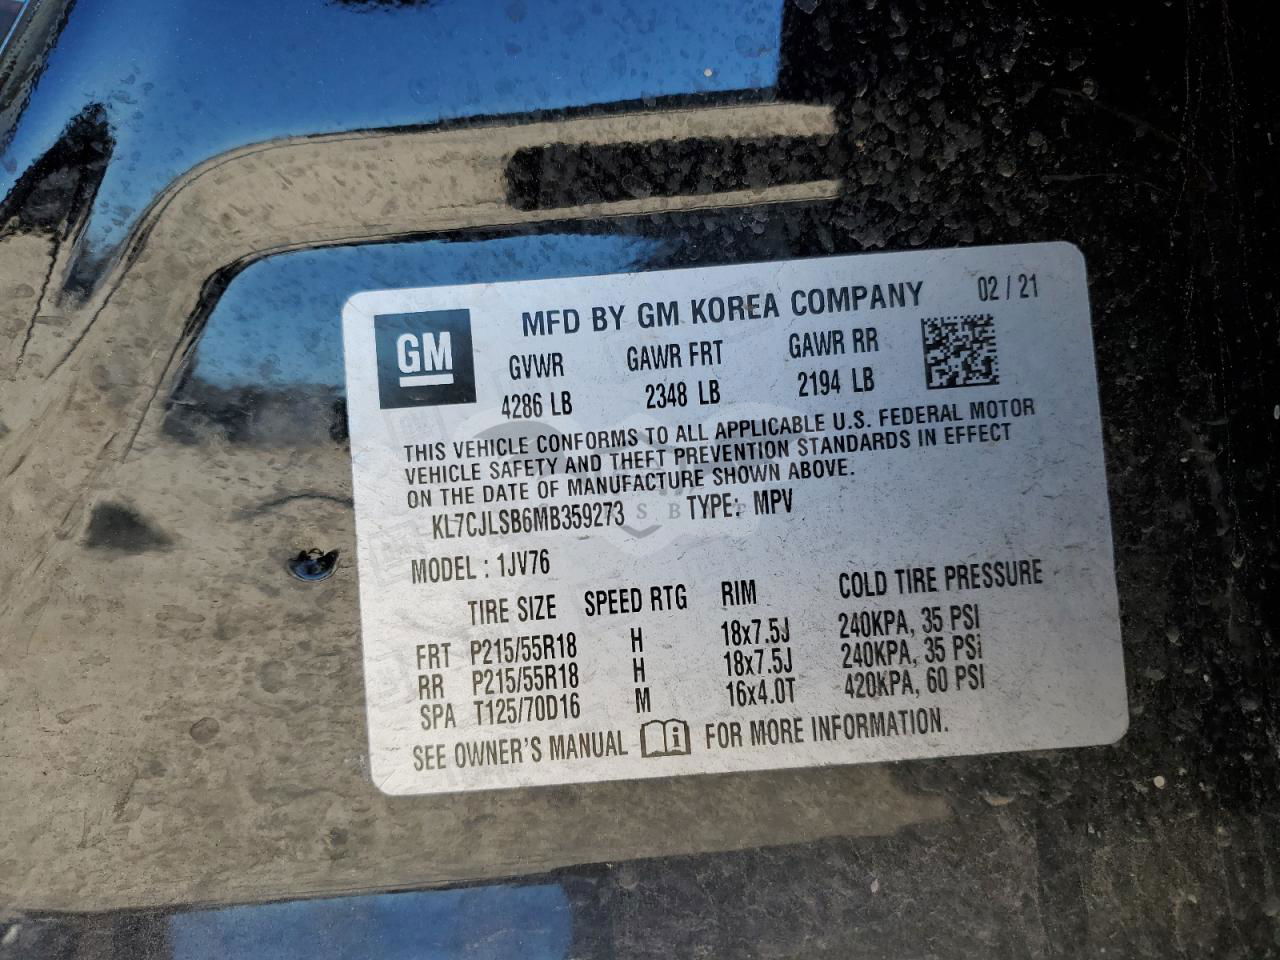 MFD BY GM KOREA COMPANY 02 / 21
GM
GVWR GAWR FRT GAWR RR
4286 LB 2348 LB 2194 LB
THIS VEHICLE CONFORMS TO ALL APPLICABLE U.S. FEDERAL MOTOR
VEHICLE SAFETY AND THEFT PREVENTION STANDARDS IN EFFECT
ON THE DATE OF MANUFACTURE SHOWN ABOVE.
KL7CJLSB6MB359273 TYPE: MPV
MODEL : 1JV76
TIRE SIZE SPEED RTG RIM COLD TIRE PRESSURE
FRT P215/55R18 H 18x7.5J 240KPA, 35 PSI
RR P215/55R18 H 18x7.5J 240KPA, 35 PSI
SPA T125/70D16 M 16x4.0T 420KPA, 60 PSI
SEE OWNER'S MANUAL i FOR MORE INFORMATION.